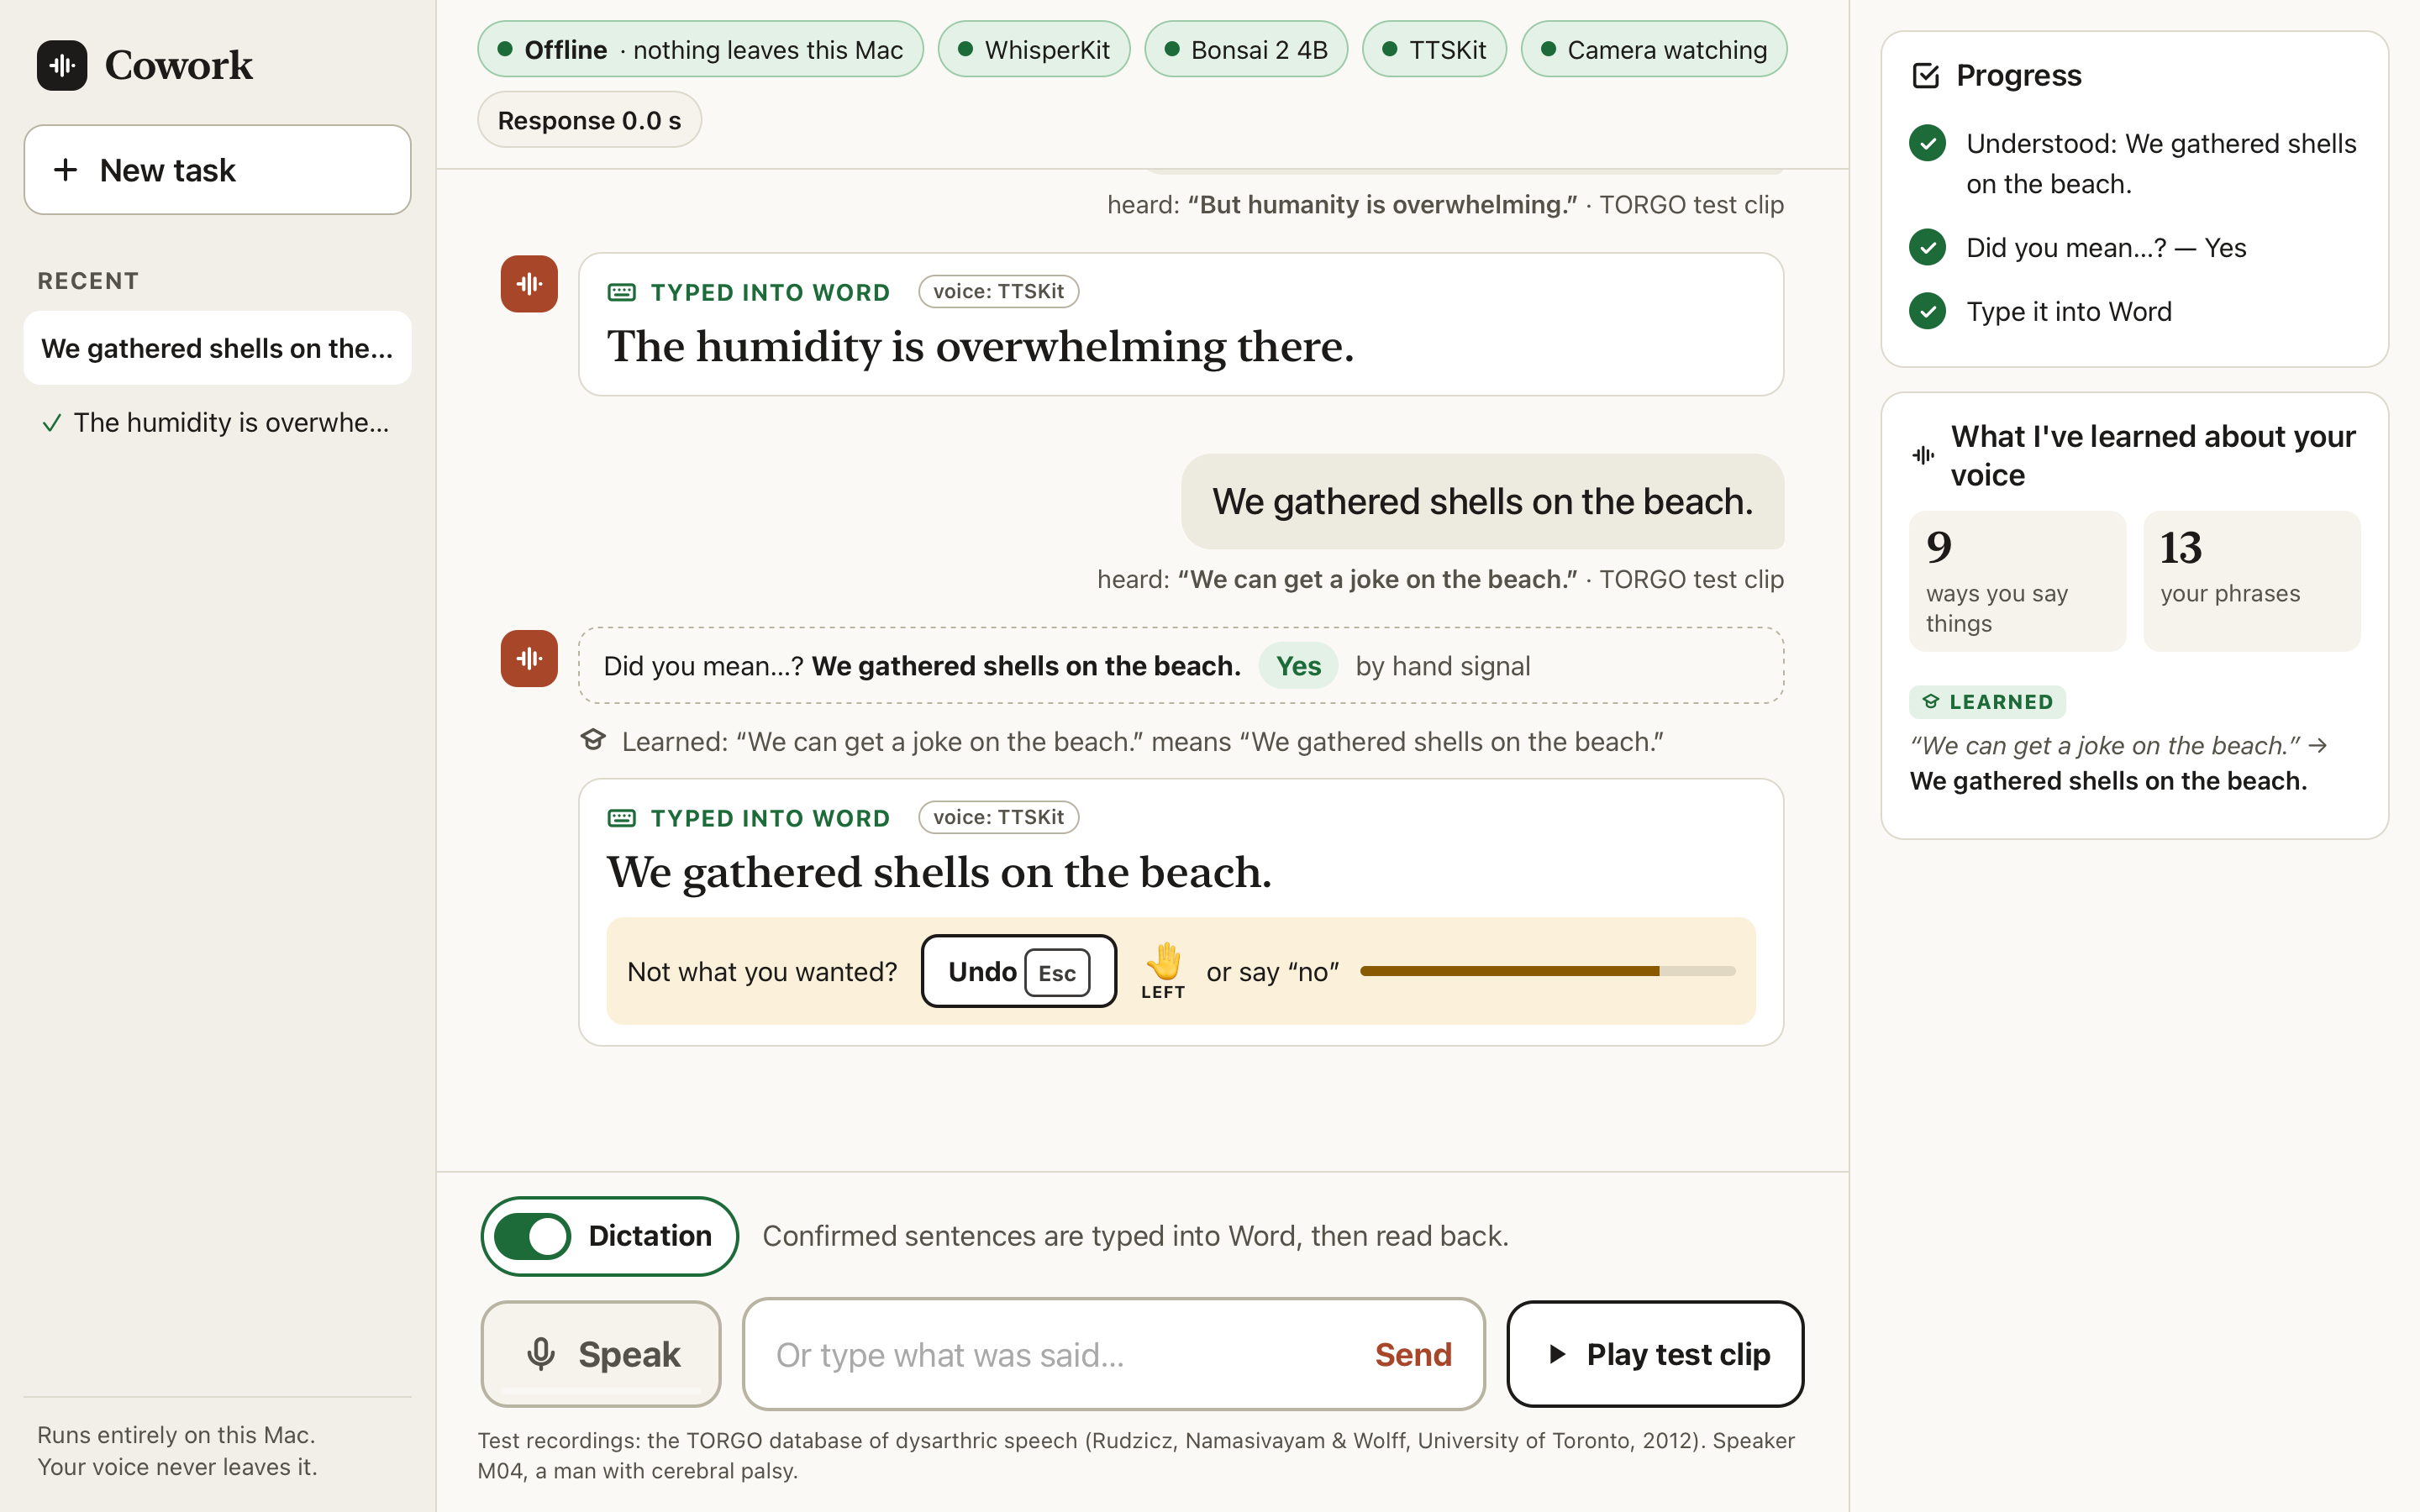 Cowork
New task
RECENT
We gathered shells on the...
✓ The humidity is overwhe...
Runs entirely on this Mac.
Your voice never leaves it.
Offline · nothing leaves this Mac
WhisperKit
Bonsai 2 4B
TTSKit
Camera watching
Response 0.0 s
heard: “But humanity is overwhelming.” · TORGO test clip
TYPED INTO WORD voice: TTSKit
The humidity is overwhelming there.
We gathered shells on the beach.
heard: “We can get a joke on the beach.” · TORGO test clip
Did you mean...? We gathered shells on the beach. Yes by hand signal
Learned: “We can get a joke on the beach.” means “We gathered shells on the beach.”
TYPED INTO WORD voice: TTSKit
We gathered shells on the beach.
Not what you wanted? Undo Esc LEFT or say “no”
Dictation Confirmed sentences are typed into Word, then read back.
Speak
Or type what was said...
Send
Play test clip
Test recordings: the TORGO database of dysarthric speech (Rudzicz, Namasivayam & Wolff, University of Toronto, 2012). Speaker
M04, a man with cerebral palsy.
Progress
Understood: We gathered shells
on the beach.
Did you mean...? — Yes
Type it into Word
What I've learned about your
voice
9
ways you say
things
13
your phrases
LEARNED
“We can get a joke on the beach.” →
We gathered shells on the beach.